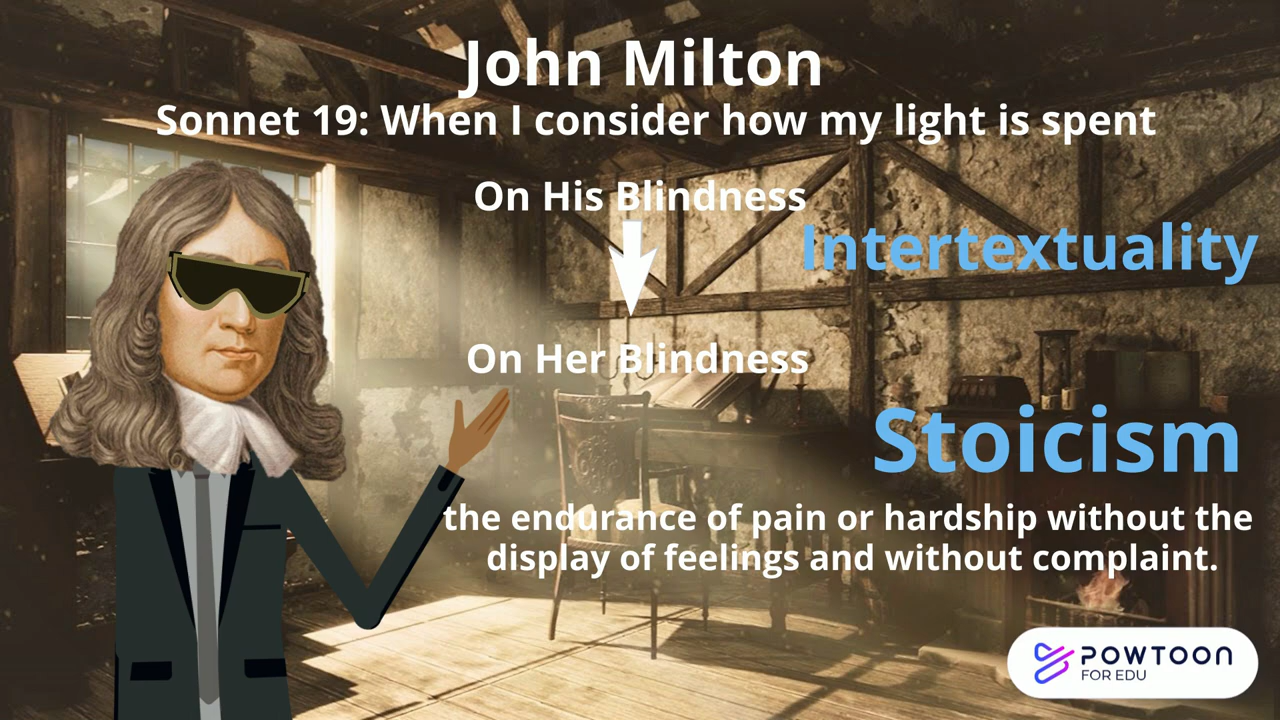 John Milton
Sonnet 19: When I consider how my light is spent
On His Blindness
Intertextuality
On Her Blindness
Stoicism
the endurance of pain or hardship without the
display of feelings and without complaint.
POWTOON
FOR EDU